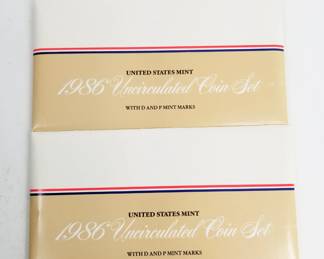 UNITED STATES MINT
1986 Uncirculated Coin Set
WITH D AND P MINT MARKS
UNITED STATES MINT
1986 Uncirculated Coin Set
WITH D AND P MINT MARKS